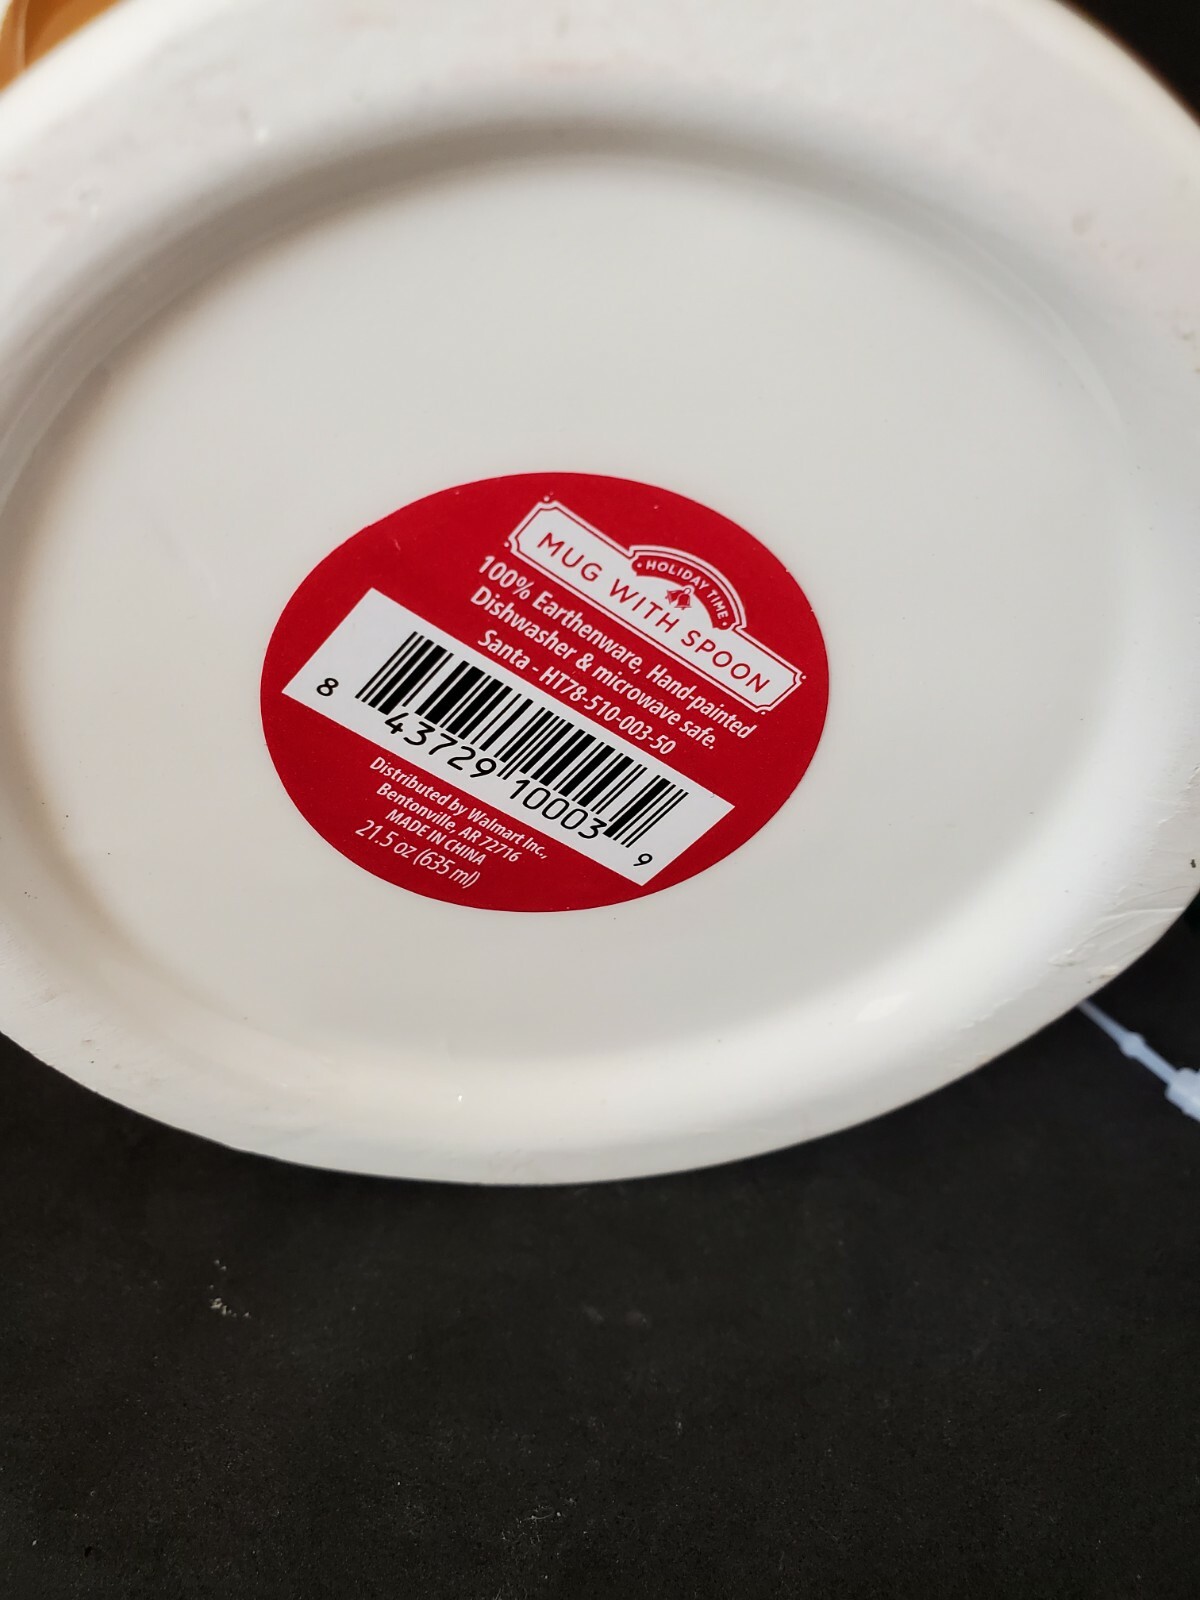 HOLIDAY TIME
MUG WITH SPOON
100% Earthenware, Hand-painted
Dishwasher & microwave safe.
Santa - HT78-510-003-50
8 43729 10003 9
Distributed by Walmart Inc.,
Bentonville, AR 72716
MADE IN CHINA
21.5 oz (635 ml)